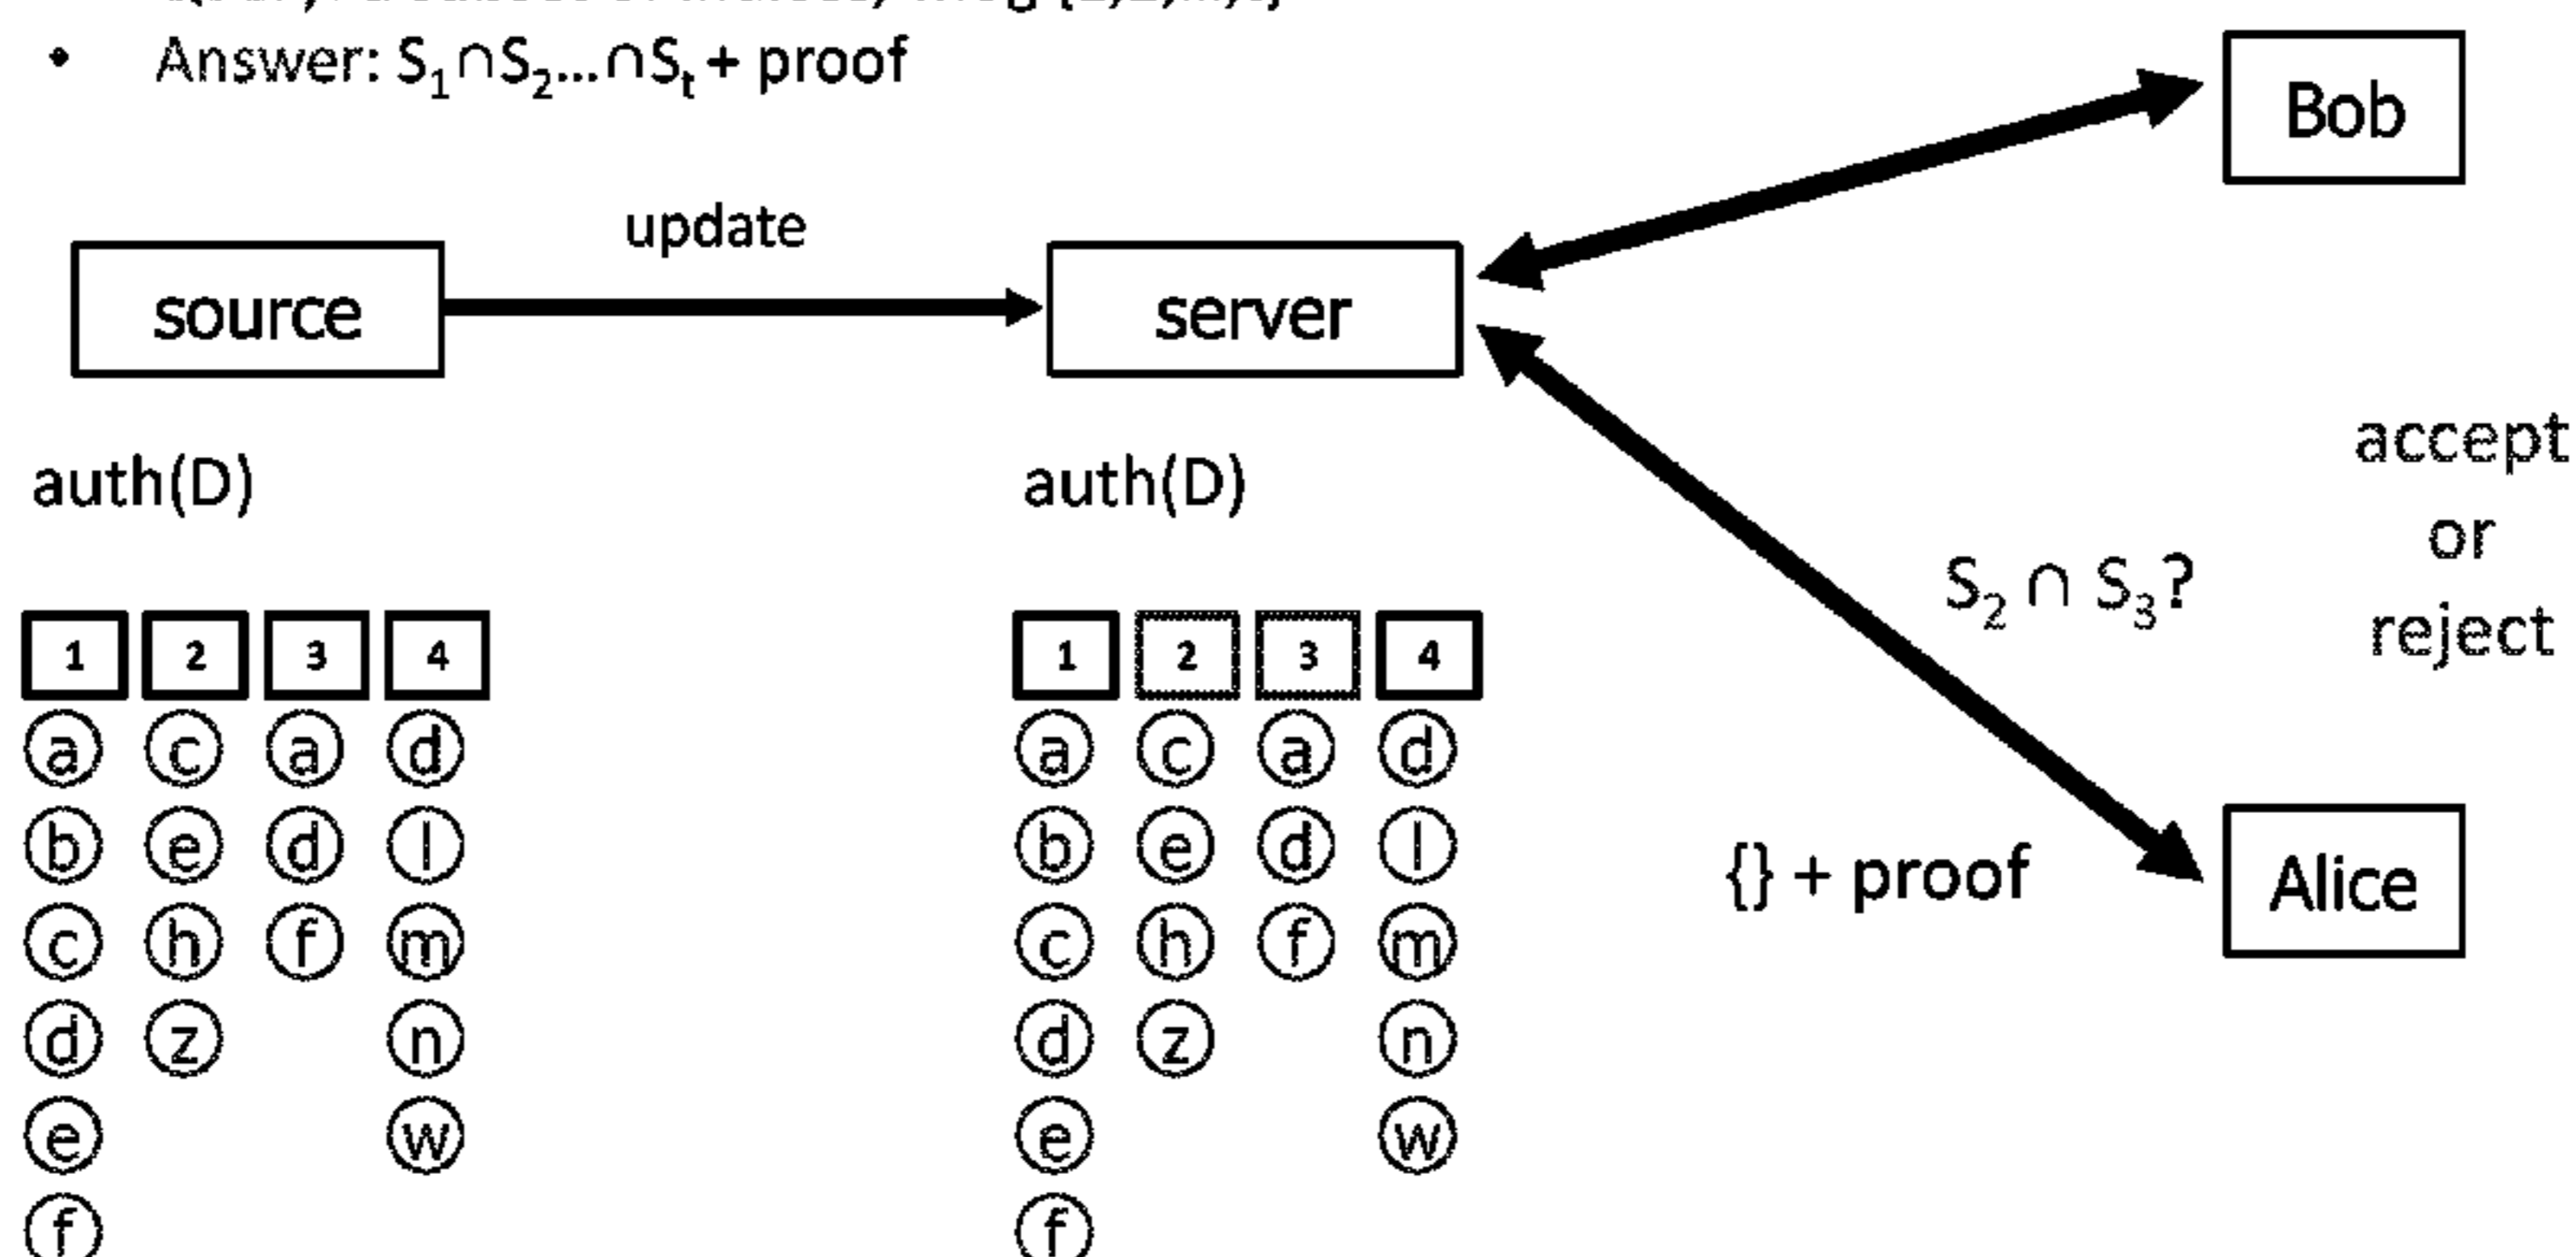 • Answer: S₁∩S₂...∩Sₜ + proof
Bob
update
source
server
accept
or
reject
auth(D)
auth(D)
S₂ ∩ S₃?
1 2 3 4
1 2 3 4
a c a d
b e d l
c h f m
d z n
e w
f
a c a d
b e d l
c h f m
d z n
e w
f
{} + proof
Alice